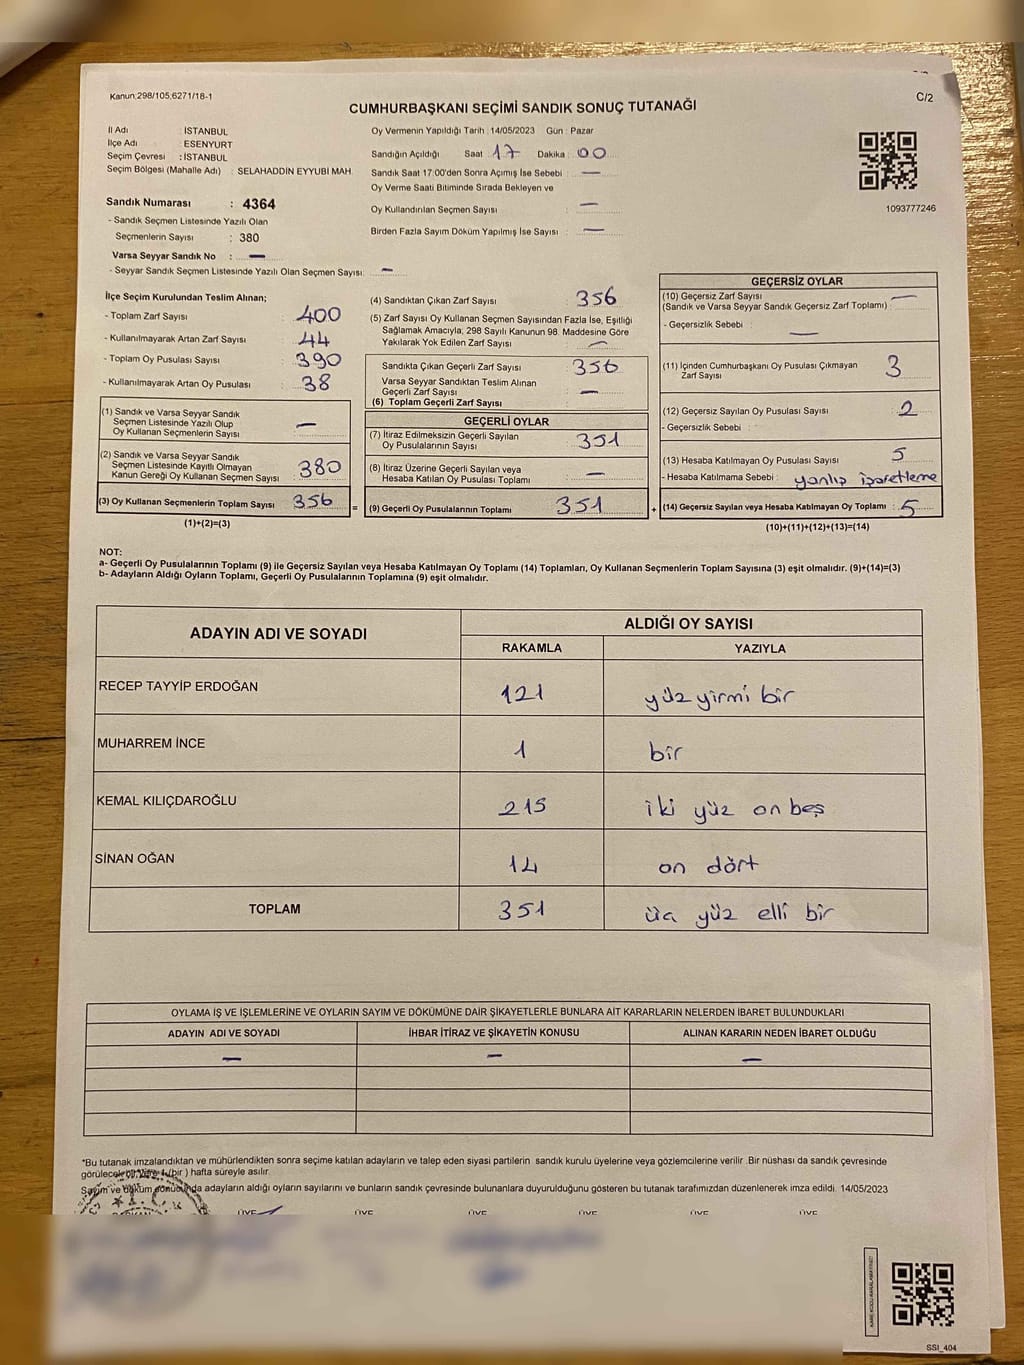 Kanun:298/105,6271/18-1
CUMHURBAŞKANI SEÇİMİ SANDIK SONUÇ TUTANAĞI
C/2
İl Adı : İSTANBUL
İlçe Adı : ESENYURT
Seçim Çevresi : İSTANBUL
Seçim Bölgesi (Mahalle Adı) : SELAHADDİN EYYUBİ MAH.
Sandık Numarası : 4364
- Sandık Seçmen Listesinde Yazılı Olan
Seçmenlerin Sayısı : 380
Varsa Seyyar Sandık No : —
- Seyyar Sandık Seçmen Listesinde Yazılı Olan Seçmen Sayısı: —
Oy Vermenin Yapıldığı Tarih : 14/05/2023 Gün : Pazar
Sandığın Açıldığı Saat : 17 Dakika : 00
Sandık Saat 17:00'den Sonra Açımış İse Sebebi : —
Oy Verme Saati Bitiminde Sırada Bekleyen ve
Oy Kullandırılan Seçmen Sayısı : —
Birden Fazla Sayım Döküm Yapılmış İse Sayısı : —
1093777246
İlçe Seçim Kurulundan Teslim Alınan;
- Toplam Zarf Sayısı : 400
- Kullanılmayarak Artan Zarf Sayısı : 44
- Toplam Oy Pusulası Sayısı : 390
- Kullanılmayarak Artan Oy Pusulası : 38
(1) Sandık ve Varsa Seyyar Sandık
Seçmen Listesinde Yazılı Olup
Oy Kullanan Seçmenlerin Sayısı : —
(2) Sandık ve Varsa Seyyar Sandık
Seçmen Listesinde Kayıtlı Olmayan
Kanun Gereği Oy Kullanan Seçmen Sayısı : 380
(3) Oy Kullanan Seçmenlerin Toplam Sayısı : 356
(1)+(2)=(3)
(4) Sandıktan Çıkan Zarf Sayısı : 356
(5) Zarf Sayısı Oy Kullanan Seçmen Sayısından Fazla İse, Eşitliği
Sağlamak Amacıyla; 298 Sayılı Kanunun 98. Maddesine Göre
Yakılarak Yok Edilen Zarf Sayısı : —
Sandıkta Çıkan Geçerli Zarf Sayısı : 356
Varsa Seyyar Sandıktan Teslim Alınan
Geçerli Zarf Sayısı : —
(6) Toplam Geçerli Zarf Sayısı :
GEÇERLİ OYLAR
(7) İtiraz Edilmeksizin Geçerli Sayılan
Oy Pusulalarının Sayısı : 351
(8) İtiraz Üzerine Geçerli Sayılan veya
Hesaba Katılan Oy Pusulası Toplamı : —
= (9) Geçerli Oy Pusulalarının Toplamı : 351
GEÇERSİZ OYLAR
(10) Geçersiz Zarf Sayısı : —
(Sandık ve Varsa Seyyar Sandık Geçersiz Zarf Toplamı)
- Geçersizlik Sebebi : —
(11) İçinden Cumhurbaşkanı Oy Pusulası Çıkmayan
Zarf Sayısı : 3
(12) Geçersiz Sayılan Oy Pusulası Sayısı : 2
- Geçersizlik Sebebi :
(13) Hesaba Katılmayan Oy Pusulası Sayısı : 5
- Hesaba Katılmama Sebebi : yanlış işaretleme
+ (14) Geçersiz Sayılan veya Hesaba Katılmayan Oy Toplamı : 5
(10)+(11)+(12)+(13)=(14)
NOT:
a- Geçerli Oy Pusulalarının Toplamı (9) ile Geçersiz Sayılan veya Hesaba Katılmayan Oy Toplamı (14) Toplamları, Oy Kullanan Seçmenlerin Toplam Sayısına (3) eşit olmalıdır. (9)+(14)=(3)
b- Adayların Aldığı Oyların Toplamı, Geçerli Oy Pusulalarının Toplamına (9) eşit olmalıdır.
ADAYIN ADI VE SOYADI ALDIĞI OY SAYISI
RAKAMLA YAZIYLA
RECEP TAYYİP ERDOĞAN 121 yüz yirmi bir
MUHARREM İNCE 1 bir
KEMAL KILIÇDAROĞLU 215 iki yüz on beş
SİNAN OĞAN 14 on dört
TOPLAM 351 üç yüz elli bir
OYLAMA İŞ VE İŞLEMLERİNE VE OYLARIN SAYIM VE DÖKÜMÜNE DAİR ŞİKAYETLERLE BUNLARA AİT KARARLARIN NELERDEN İBARET BULUNDUKLARI
ADAYIN ADI VE SOYADI İHBAR İTİRAZ VE ŞİKAYETİN KONUSU ALINAN KARARIN NEDEN İBARET OLDUĞU
— — —
*Bu tutanak imzalandıktan ve mühürlendikten sonra seçime katılan adayların ve talep eden siyasi partilerin sandık kurulu üyelerine veya gözlemcilerine verilir .Bir nüshası da sandık çevresinde
görülecek bir yere 1 (bir ) hafta süreyle asılır.
Sayım ve döküm sonucunda adayların aldığı oyların sayılarını ve bunların sandık çevresinde bulunanlara duyurulduğunu gösteren bu tutanak tarafımızdan düzenlenerek imza edildi. 14/05/2023
T.C.
ÜYE ÜYE ÜYE ÜYE ÜYE ÜYE
SSI_404